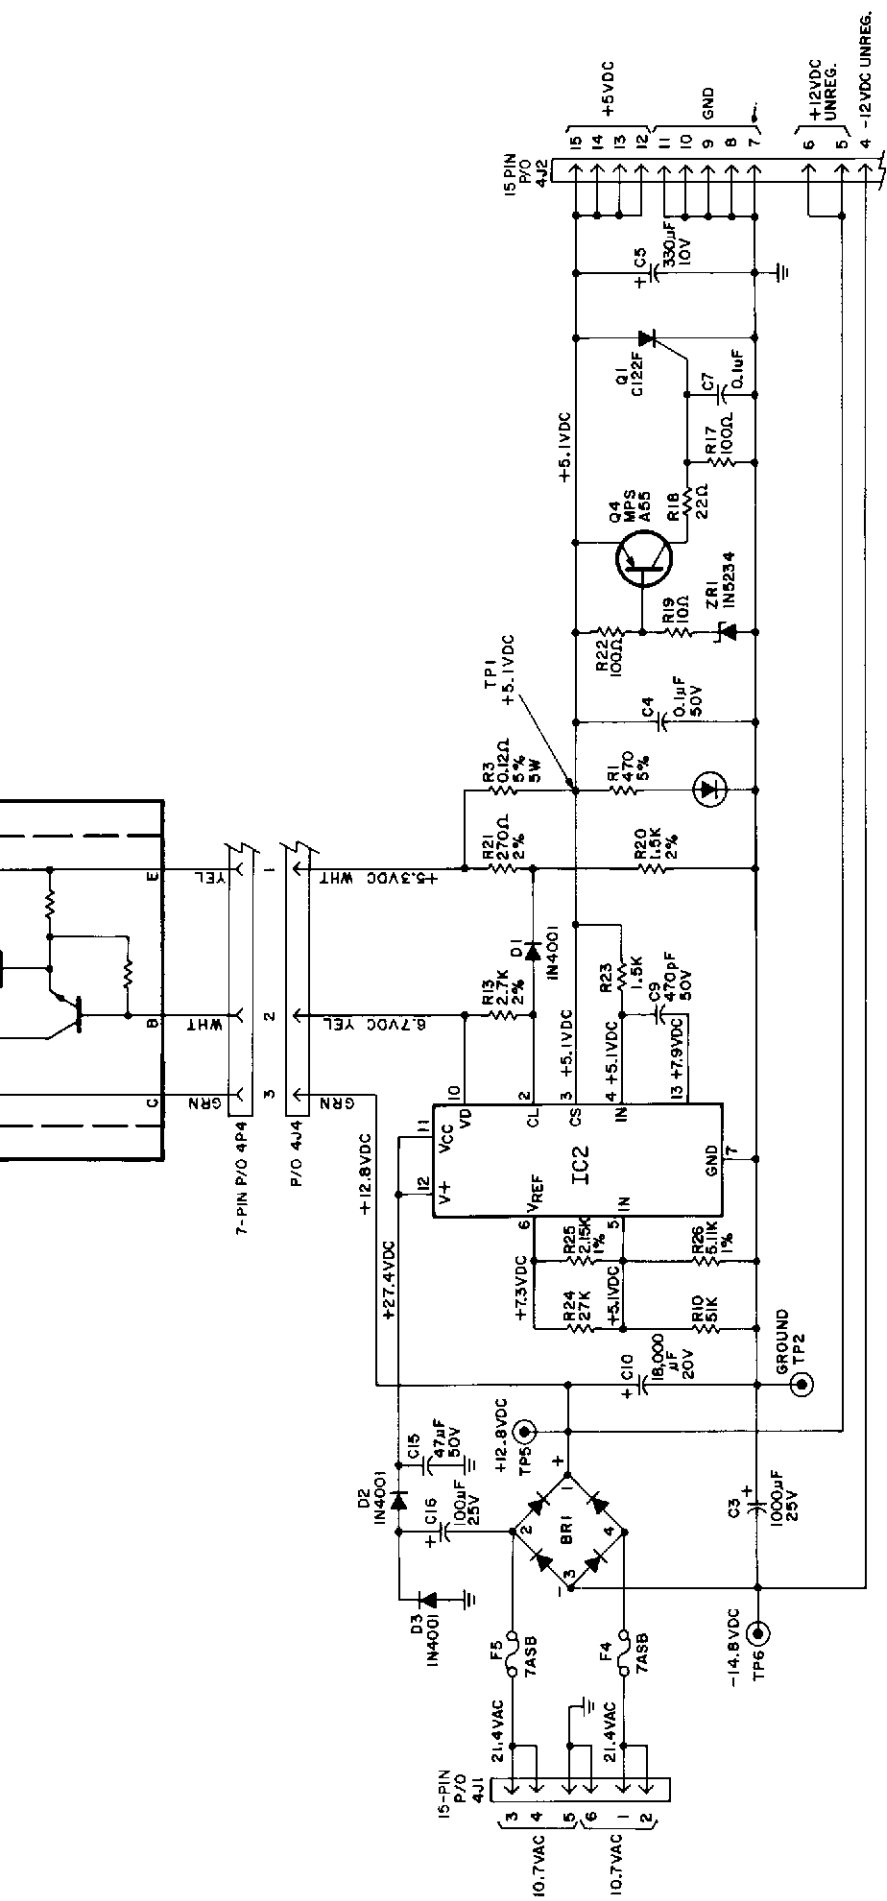 15 PIN
P/O
4J2
15
14
13
12
+5VDC
11
10
9
8
7
GND
6
5
+12VDC
UNREG.
4 -12VDC UNREG.
+ C5
330µF
10V
Q1
C122F
C7
0.1µF
R17
100Ω
+5.1VDC
Q4
MPS
A55
R18
22Ω
R22
100Ω
R19
10Ω
ZR1
1N5234
TP1
+5.1VDC
C4
0.1µF
50V
R3
0.12Ω
5%
5W
R1
470
5%
R21
270Ω
2%
R20
1.5K
2%
E
YEL
1
WHT
+5.3VDC
D1
1N4001
B
WHT
2
YEL
6.7VDC
R13
2.7K
2%
R23
1.5K
C9
470pF
50V
C
GRN
3
GRN
7-PIN P/O 4P4
P/O 4J4
+12.8VDC
+27.4VDC
10
VD
2
CL
3
CS
+5.1VDC
4
IN
+5.1VDC
13 +7.9VDC
11
VCC
12
V+
IC2
GND
7
VREF
6
IN
5
+7.3VDC
R25
2.15K
1%
+5.1VDC
R26
5.11K
1%
R24
27K
R10
51K
+ C10
18,000
µF
20V
GROUND
TP2
+12.8VDC
TP5
D2
1N4001
C15
47µF
50V
+ C16
100µF
25V
D3
1N4001
+
1
2
BR1
4
3
-
C3 +
1000µF
25V
-14.8VDC
TP6
F5
7ASB
F4
7ASB
21.4VAC
21.4VAC
15-PIN
P/O
4J1
3
4
5
6
1
2
10.7VAC
10.7VAC